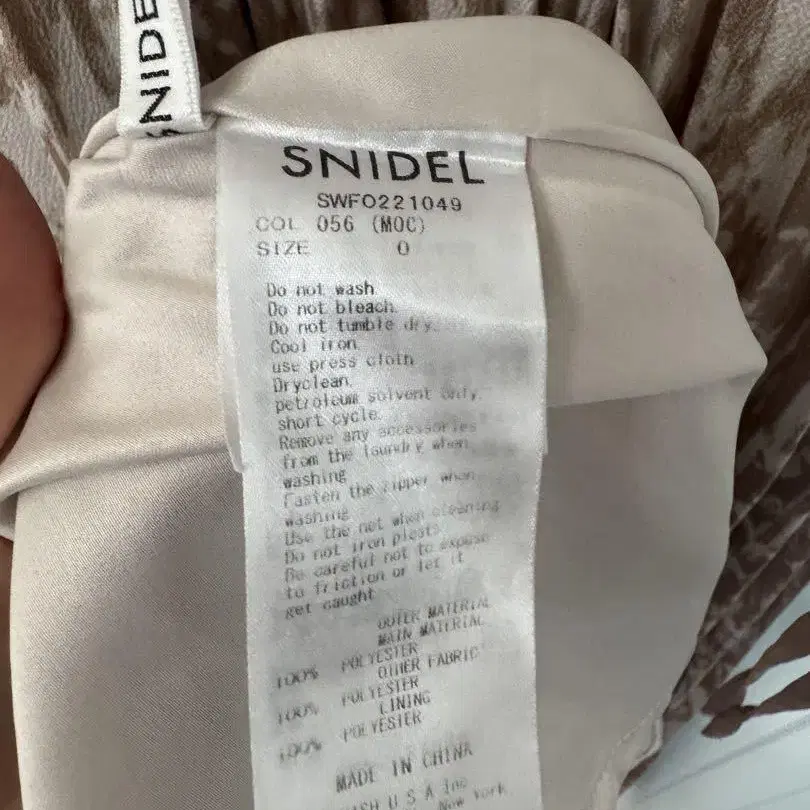 SNIDE
SNIDEL
SWFO221049
COL 056 (MOC)
SIZE 0
Do not wash.
Do not bleach.
Do not tumble dry.
Cool iron
use press cloth
Dryclean,
petroleum solvent only,
short cycle.
Remove any accessories
from the laundry when
washing
Fasten the zipper when
washing
Use the net when cleaning
Do not iron pleats
Be careful not to expose
to friction or let it
get caught
OUTER MATERIAL
MAIN MATERIAL
100% POLYESTER
OTHER FABRIC
100% POLYESTER
LINING
100% POLYESTER
MADE IN CHINA
U S A Inc
New York